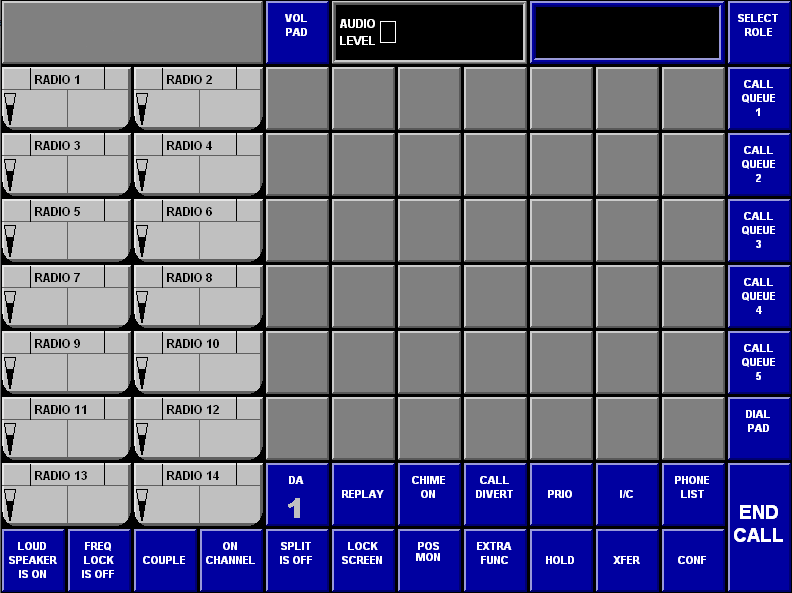 VOL
PAD
AUDIO
LEVEL
SELECT
ROLE
RADIO 1
RADIO 2
CALL
QUEUE
1
RADIO 3
RADIO 4
CALL
QUEUE
2
RADIO 5
RADIO 6
CALL
QUEUE
3
RADIO 7
RADIO 8
CALL
QUEUE
4
RADIO 9
RADIO 10
CALL
QUEUE
5
RADIO 11
RADIO 12
DIAL
PAD
RADIO 13
RADIO 14
DA
1
REPLAY
CHIME
ON
CALL
DIVERT
PRIO
I/C
PHONE
LIST
END
CALL
LOUD
SPEAKER
IS ON
FREQ
LOCK
IS OFF
COUPLE
ON
CHANNEL
SPLIT
IS OFF
LOCK
SCREEN
POS
MON
EXTRA
FUNC
HOLD
XFER
CONF